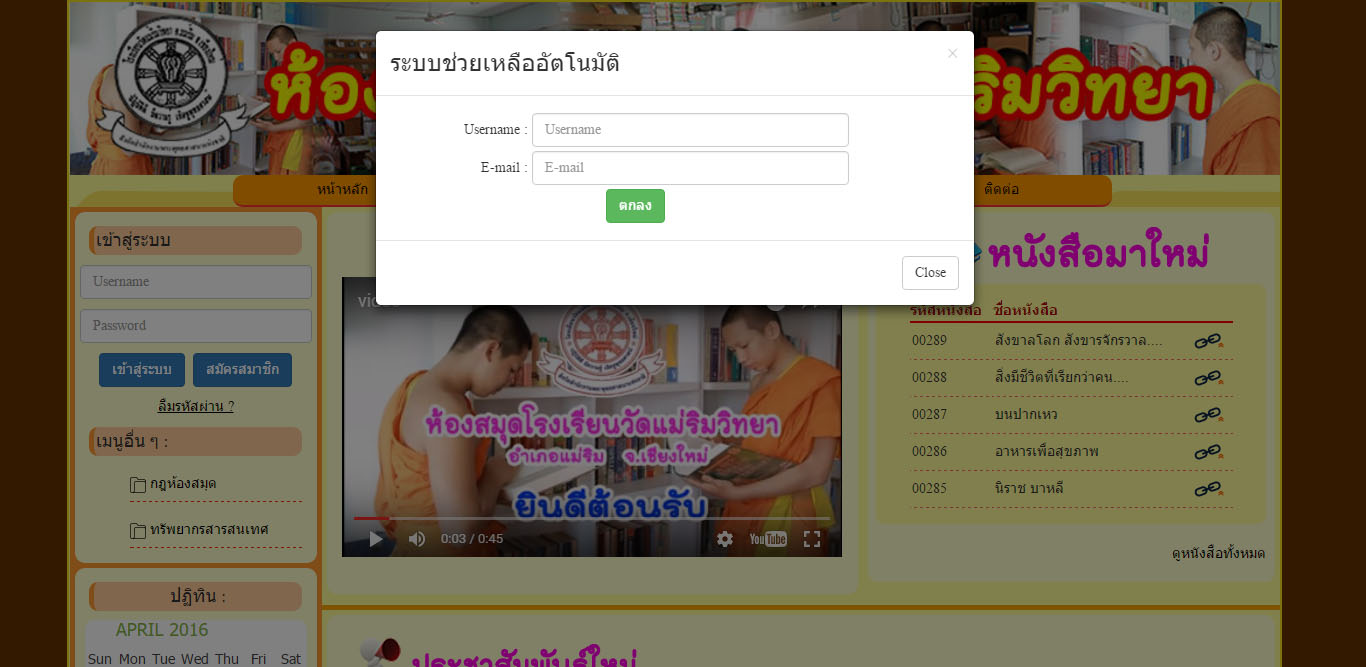 ห้อง
ริมวิทยา
ระบบช่วยเหลืออัตโนมัติ
×
Username :
Username
E-mail :
E-mail
ตกลง
Close
หน้าหลัก
ติดต่อ
เข้าสู่ระบบ
Username
Password
เข้าสู่ระบบ
สมัครสมาชิก
ลืมรหัสผ่าน ?
เมนูอื่น ๆ :
กฎห้องสมุด
ทรัพยากรสารสนเทศ
ปฏิทิน :
APRIL 2016
Sun Mon Tue Wed Thu Fri Sat
ห้องสมุดโรงเรียนวัดแม่ริมวิทยา
อำเภอแม่ริม จ.เชียงใหม่
ยินดีต้อนรับ
0:03 / 0:45
YouTube
หนังสือมาใหม่
รหัสหนังสือ ชื่อหนังสือ
00289 สังขาลโลก สังขารจักรวาล....
00288 สิ่งมีชีวิตที่เรียกว่าคน....
00287 บนปากเหว
00286 อาหารเพื่อสุขภาพ
00285 นิราช บาหลี
ดูหนังสือทั้งหมด
ประชาสัมพันธ์ใหม่